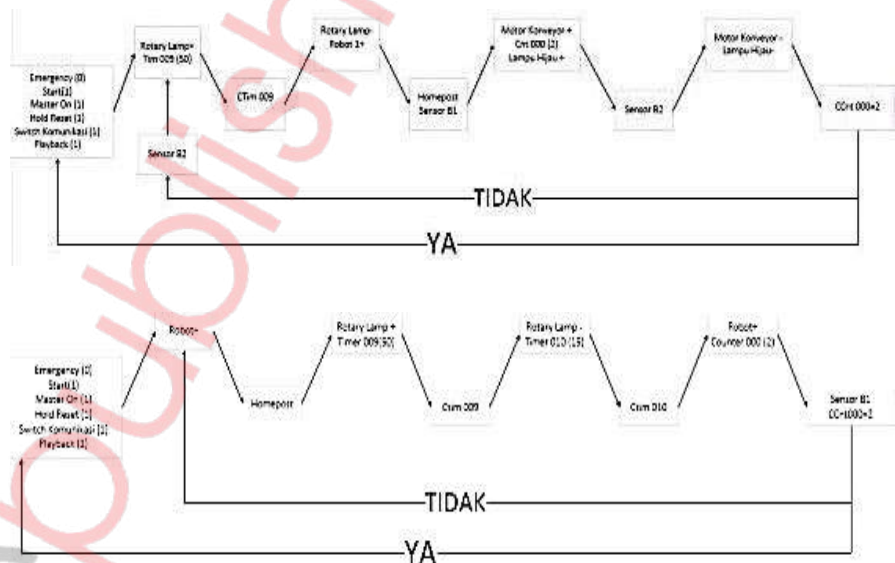 Rotary Lamp+
Tim 009 (50)
Rotary Lamp-
Robot 1+
Motor Konveyor +
Cnt 000 (2)
Lampu Hijau +
Motor Konveyor -
Lampu Hijau-
Emergency (0)
Start(1)
Master On (1)
Hold Reset (1)
Switch Komunikasi (1)
Playback (1)
CTim 009
Homepost
Sensor B1
Sensor B2
CCnt 000=2
Sensor B2
TIDAK
YA
Robot+
Rotary Lamp +
Timer 009(50)
Rotary Lamp -
Timer 010 (15)
Robot+
Counter 000 (2)
Emergency (0)
Start(1)
Master On (1)
Hold Reset (1)
Switch Komunikasi (1)
Playback (1)
Homepost
Ctim 009
Ctim 010
Sensor B1
TIDAK
YA
publish